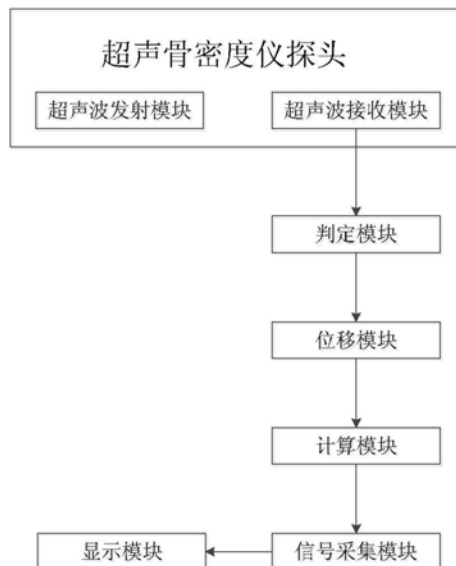 超声骨密度仪探头
超声波发射模块
超声波接收模块
判定模块
位移模块
计算模块
显示模块
信号采集模块